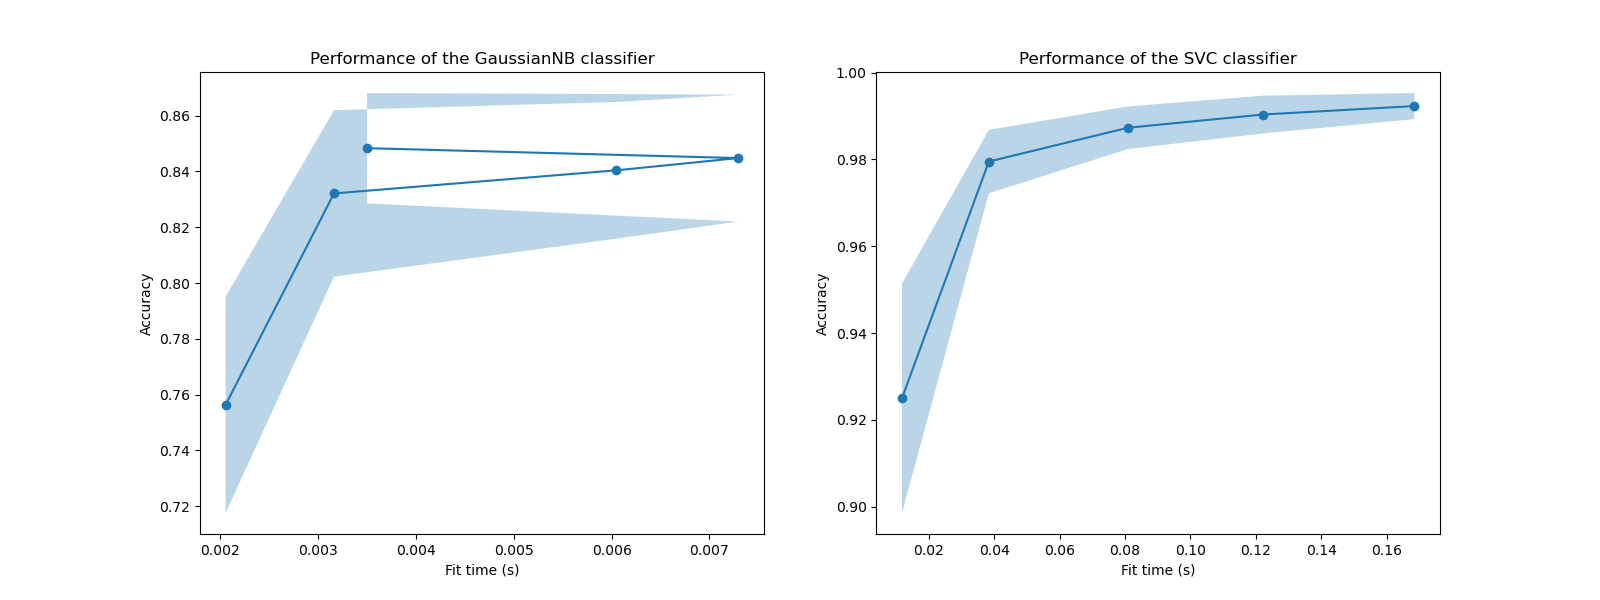 Performance of the GaussianNB classifier
0.86
0.84
0.82
0.80
0.78
0.76
0.74
0.72
Accuracy
0.002 0.003 0.004 0.005 0.006 0.007
Fit time (s)
Performance of the SVC classifier
1.00
0.98
0.96
0.94
0.92
0.90
Accuracy
0.02 0.04 0.06 0.08 0.10 0.12 0.14 0.16
Fit time (s)